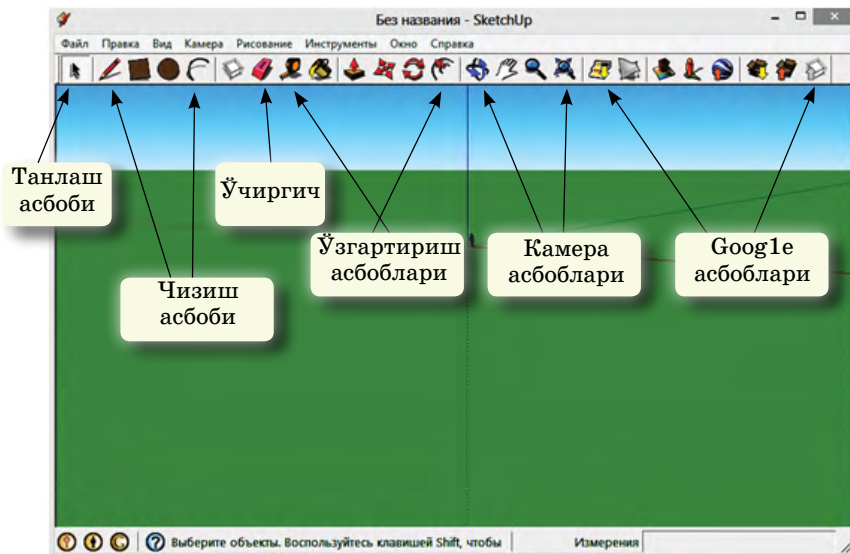 Без названия - SketchUp
Файл Правка Вид Камера Рисование Инструменты Окно Справка
Танлаш
асбоби
Ўчиргич
Ўзгартириш
асбоблари
Камера
асбоблари
Goog1e
асбоблари
Чизиш
асбоби
Выберите объекты. Воспользуйтесь клавишей Shift, чтобы
Измерения